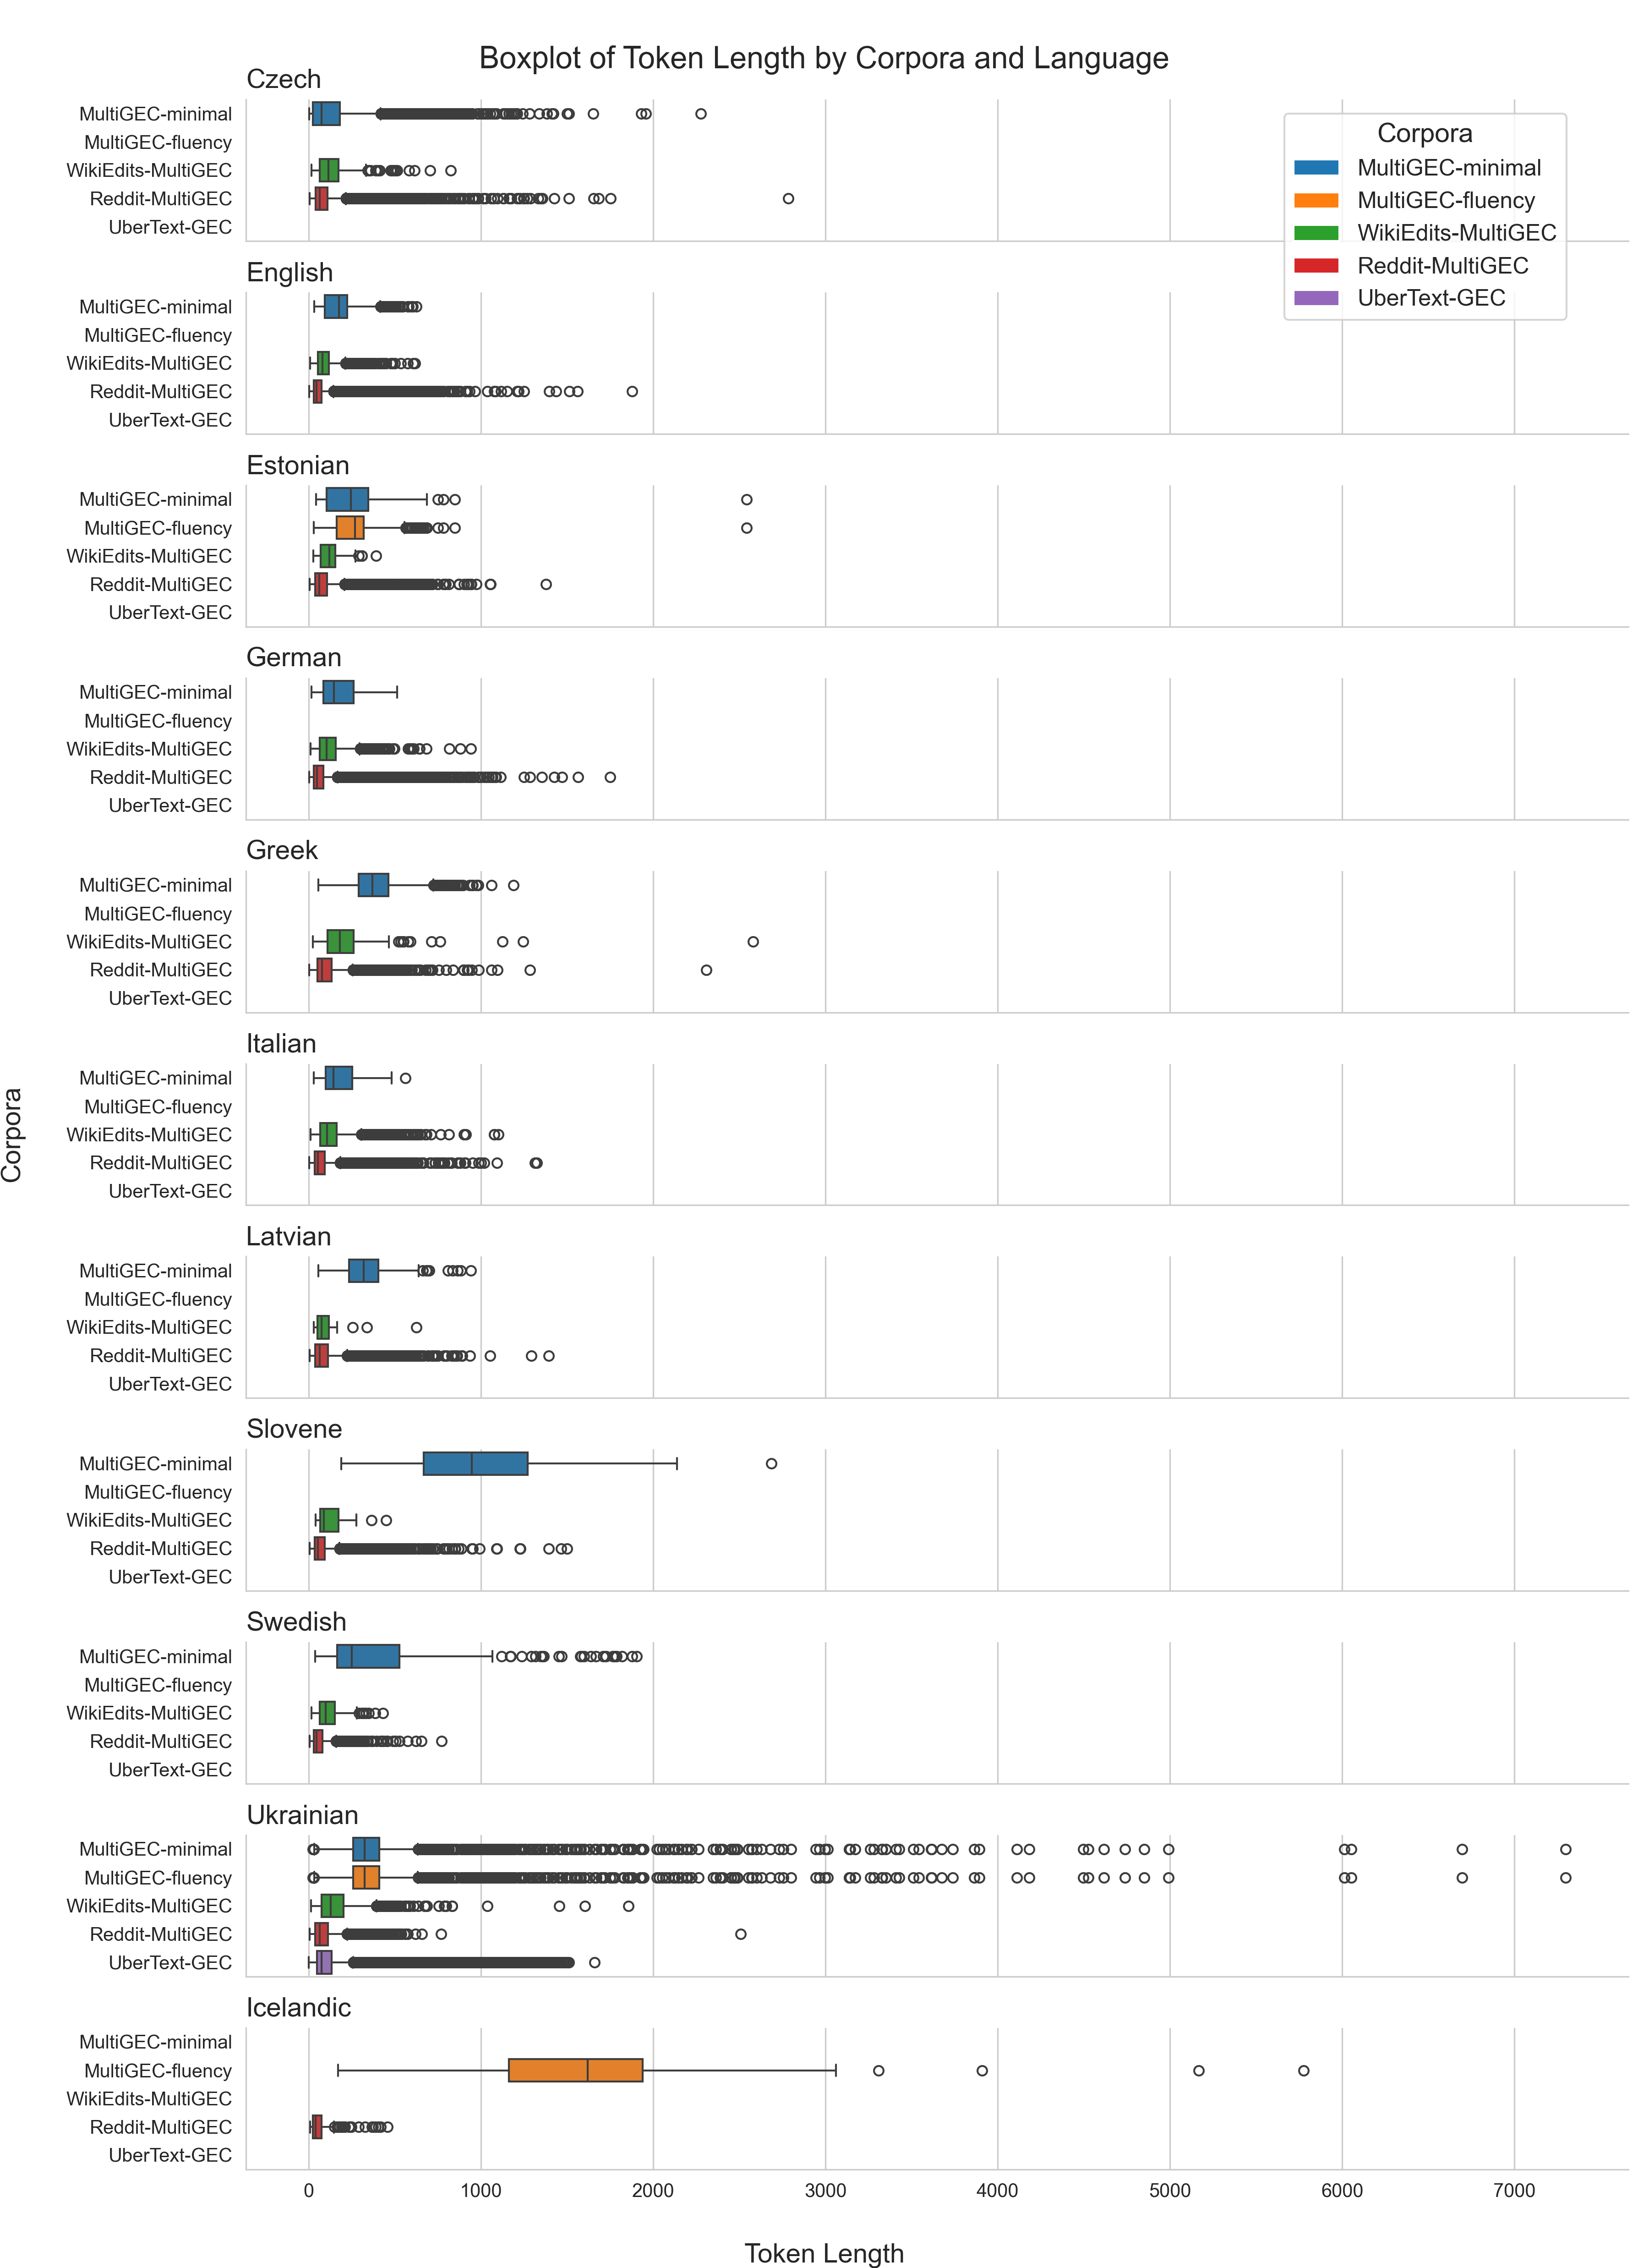 Boxplot of Token Length by Corpora and Language
Czech
MultiGEC-minimal
MultiGEC-fluency
WikiEdits-MultiGEC
Reddit-MultiGEC
UberText-GEC
Corpora
MultiGEC-minimal
MultiGEC-fluency
WikiEdits-MultiGEC
Reddit-MultiGEC
UberText-GEC
English
MultiGEC-minimal
MultiGEC-fluency
WikiEdits-MultiGEC
Reddit-MultiGEC
UberText-GEC
Estonian
MultiGEC-minimal
MultiGEC-fluency
WikiEdits-MultiGEC
Reddit-MultiGEC
UberText-GEC
German
MultiGEC-minimal
MultiGEC-fluency
WikiEdits-MultiGEC
Reddit-MultiGEC
UberText-GEC
Greek
MultiGEC-minimal
MultiGEC-fluency
WikiEdits-MultiGEC
Reddit-MultiGEC
UberText-GEC
Italian
MultiGEC-minimal
MultiGEC-fluency
WikiEdits-MultiGEC
Reddit-MultiGEC
UberText-GEC
Corpora
Latvian
MultiGEC-minimal
MultiGEC-fluency
WikiEdits-MultiGEC
Reddit-MultiGEC
UberText-GEC
Slovene
MultiGEC-minimal
MultiGEC-fluency
WikiEdits-MultiGEC
Reddit-MultiGEC
UberText-GEC
Swedish
MultiGEC-minimal
MultiGEC-fluency
WikiEdits-MultiGEC
Reddit-MultiGEC
UberText-GEC
Ukrainian
MultiGEC-minimal
MultiGEC-fluency
WikiEdits-MultiGEC
Reddit-MultiGEC
UberText-GEC
Icelandic
MultiGEC-minimal
MultiGEC-fluency
WikiEdits-MultiGEC
Reddit-MultiGEC
UberText-GEC
0 1000 2000 3000 4000 5000 6000 7000
Token Length